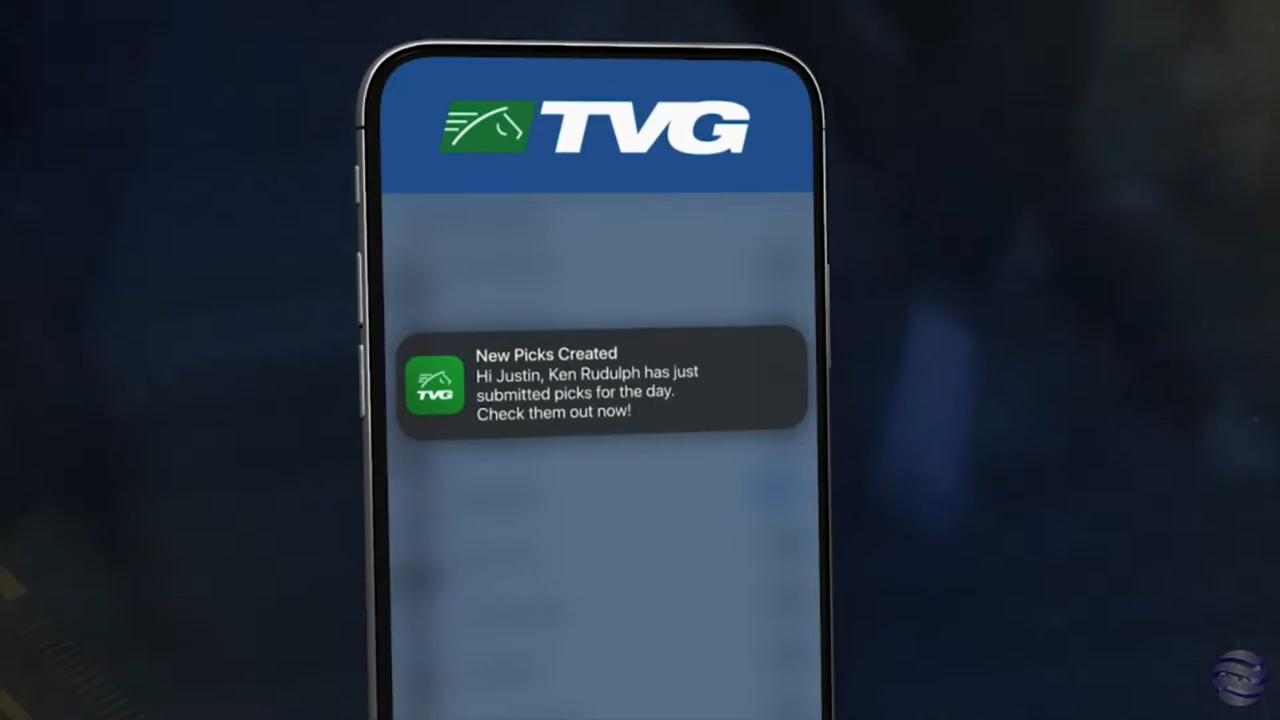 TVG
New Picks Created
Hi Justin, Ken Rudulph has just
submitted picks for the day.
Check them out now!
TVG